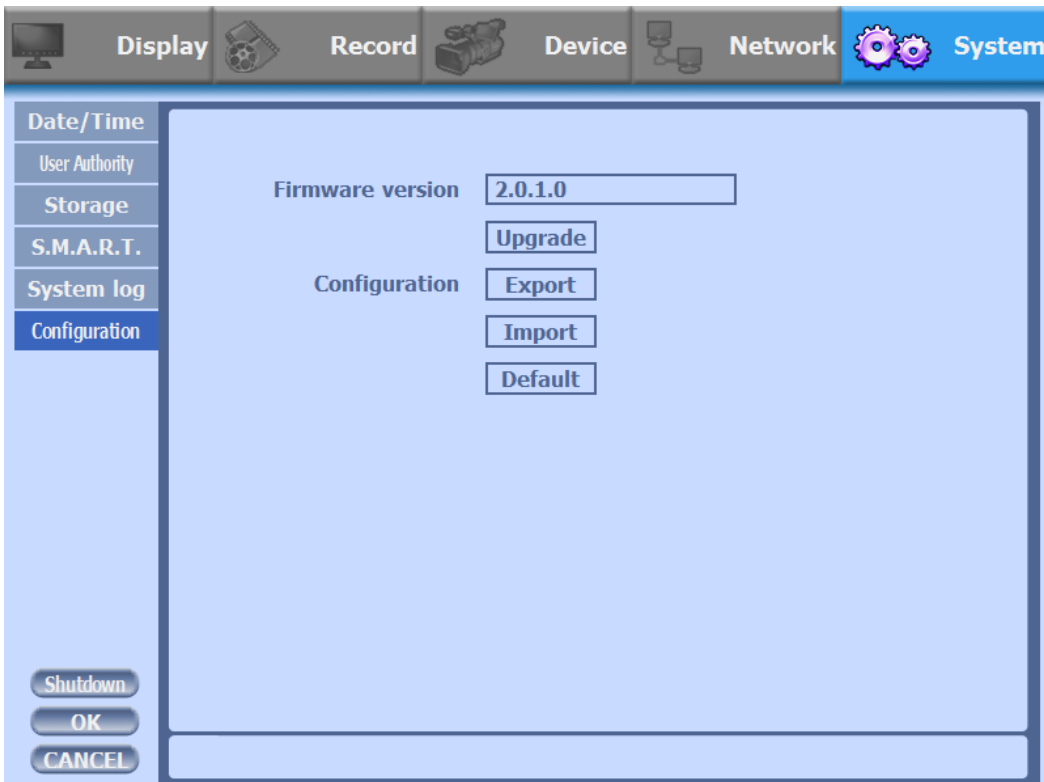 Display Record Device Network System
Date/Time
User Authority
Storage
S.M.A.R.T.
System log
Configuration
Firmware version 2.0.1.0
Upgrade
Configuration Export
Import
Default
Shutdown
OK
CANCEL